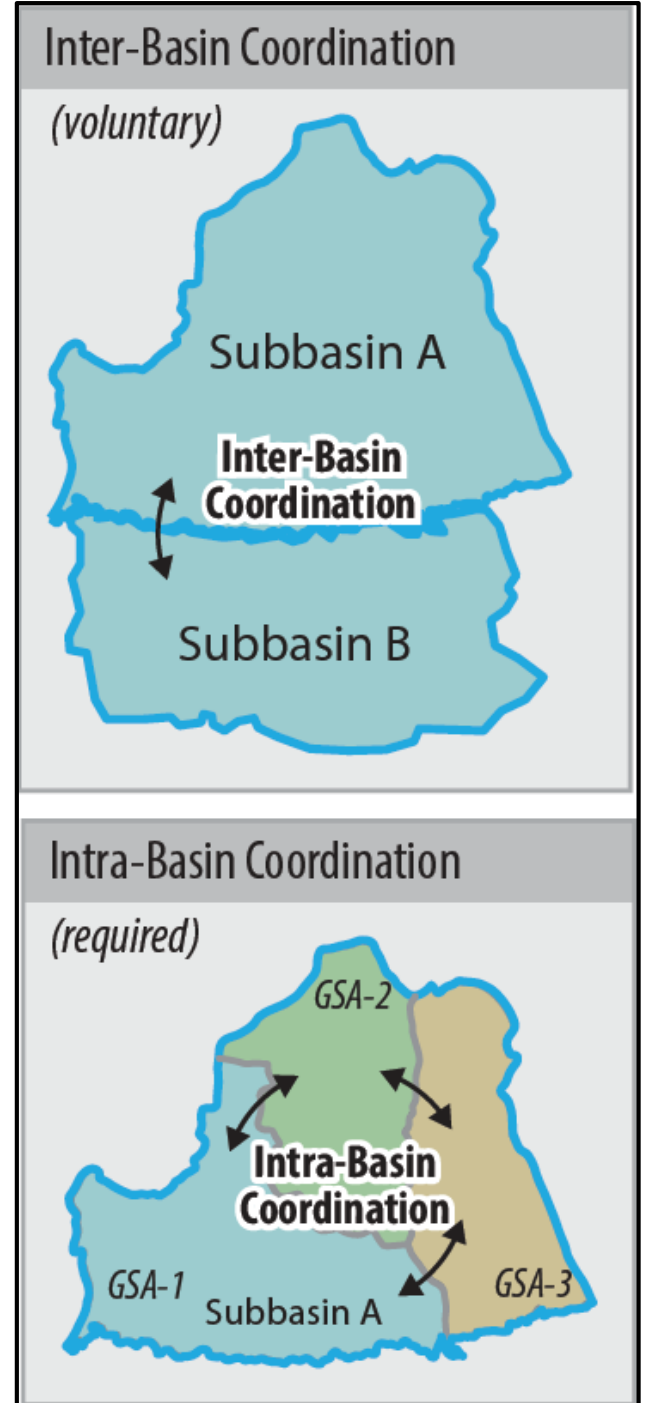 Inter-Basin Coordination
(voluntary)
Subbasin A
Inter-Basin
Coordination
Subbasin B
Intra-Basin Coordination
(required)
GSA-2
Intra-Basin
Coordination
GSA-1
GSA-3
Subbasin A